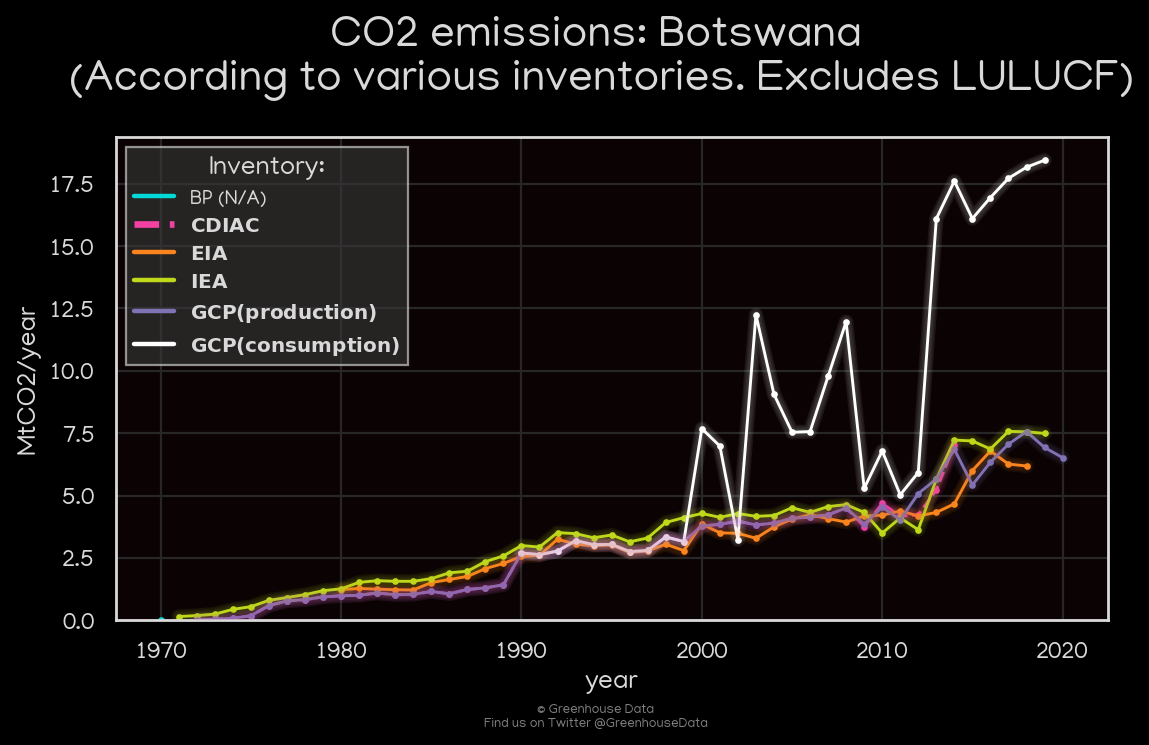 CO2 emissions: Botswana
(According to various inventories. Excludes LULUCF)
Inventory:
BP (N/A)
CDIAC
EIA
IEA
GCP(production)
GCP(consumption)
MtCO2/year
17.5
15.0
12.5
10.0
7.5
5.0
2.5
0.0
1970 1980 1990 2000 2010 2020
year
© Greenhouse Data
Find us on Twitter @GreenhouseData